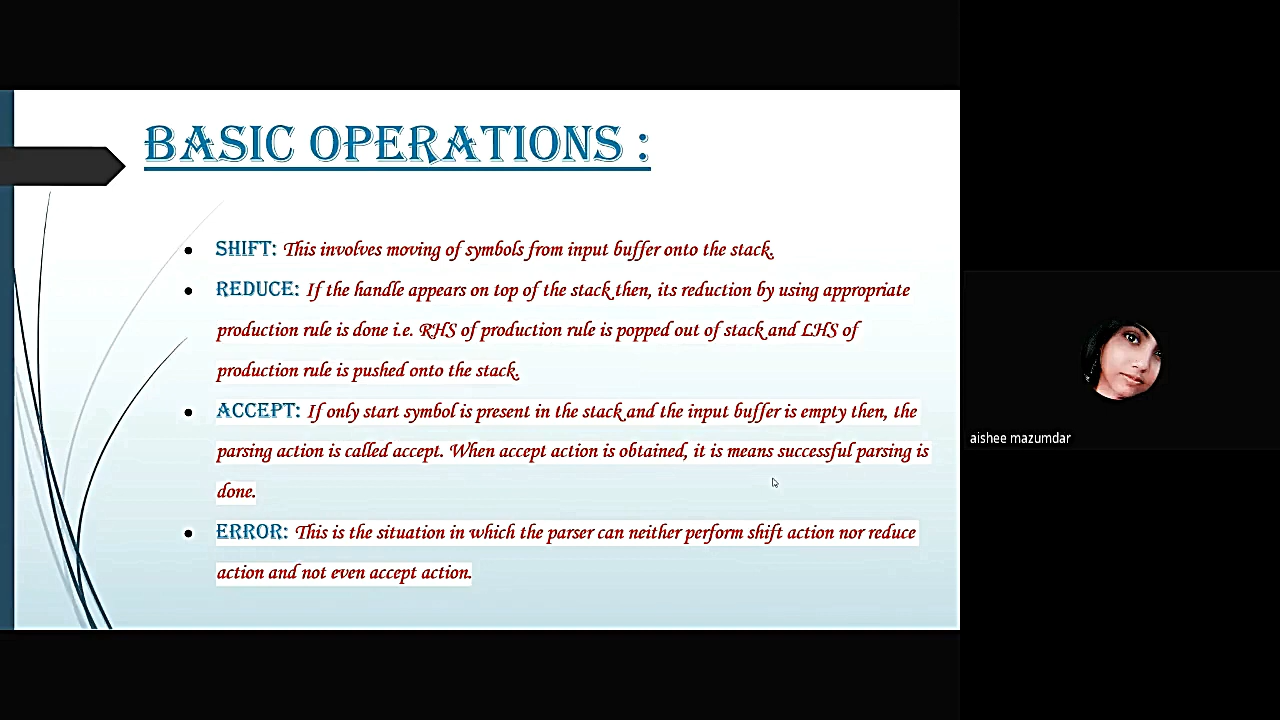 BASIC OPERATIONS :
SHIFT: This involves moving of symbols from input buffer onto the stack.
REDUCE: If the handle appears on top of the stack then, its reduction by using appropriate
production rule is done i.e. RHS of production rule is popped out of stack and LHS of
production rule is pushed onto the stack.
ACCEPT: If only start symbol is present in the stack and the input buffer is empty then, the
parsing action is called accept. When accept action is obtained, it is means successful parsing is
done.
ERROR: This is the situation in which the parser can neither perform shift action nor reduce
action and not even accept action.
aishee mazumdar